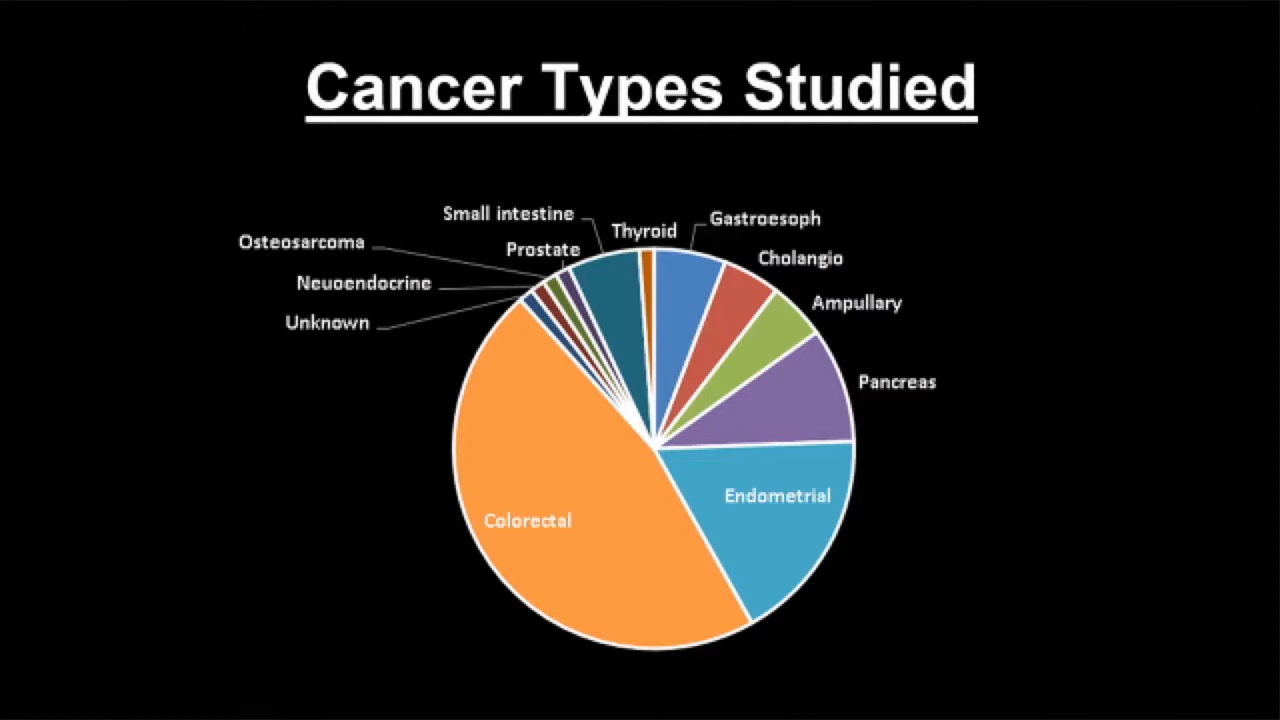 Cancer Types Studied
Small intestine
Gastroesoph
Thyroid
Osteosarcoma
Prostate
Cholangio
Neuoendocrine
Ampullary
Unknown
Pancreas
Endometrial
Colorectal